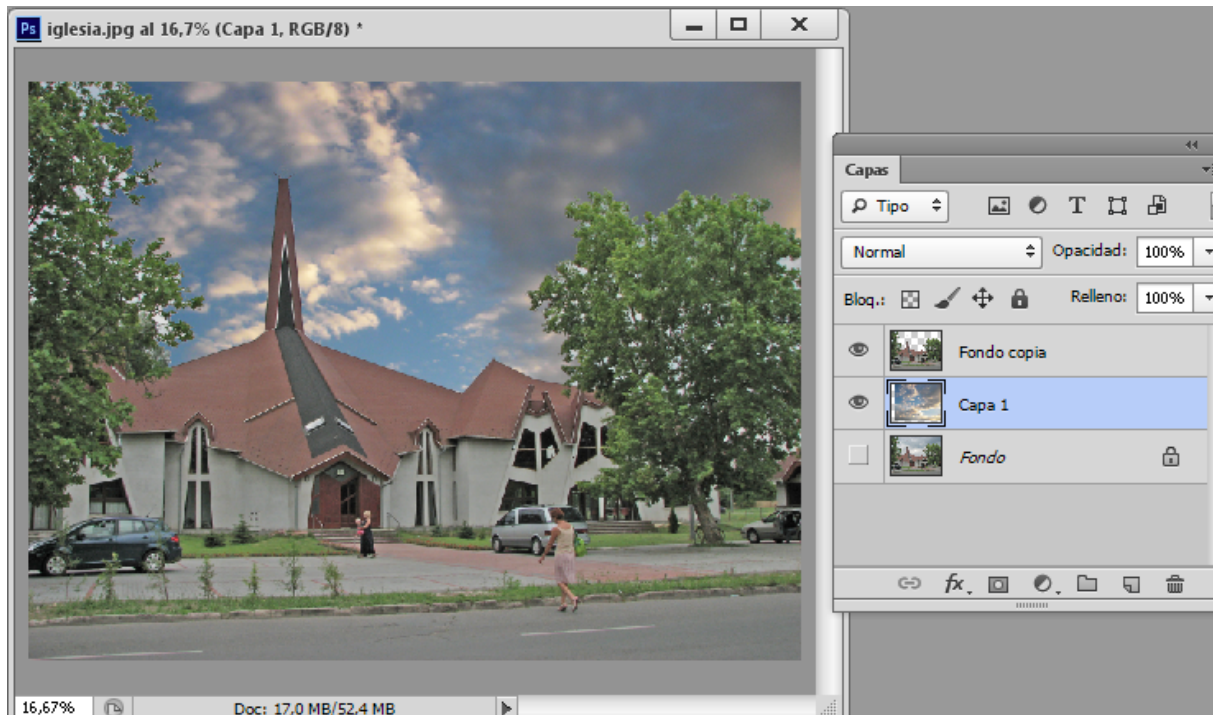 Ps iglesia.jpg al 16,7% (Capa 1, RGB/8) *
Capas
Tipo
T
Normal
Opacidad: 100%
Bloq.:
Relleno: 100%
Fondo copia
Capa 1
Fondo
fx.
16,67%
Doc: 17,0 MB/52,4 MB